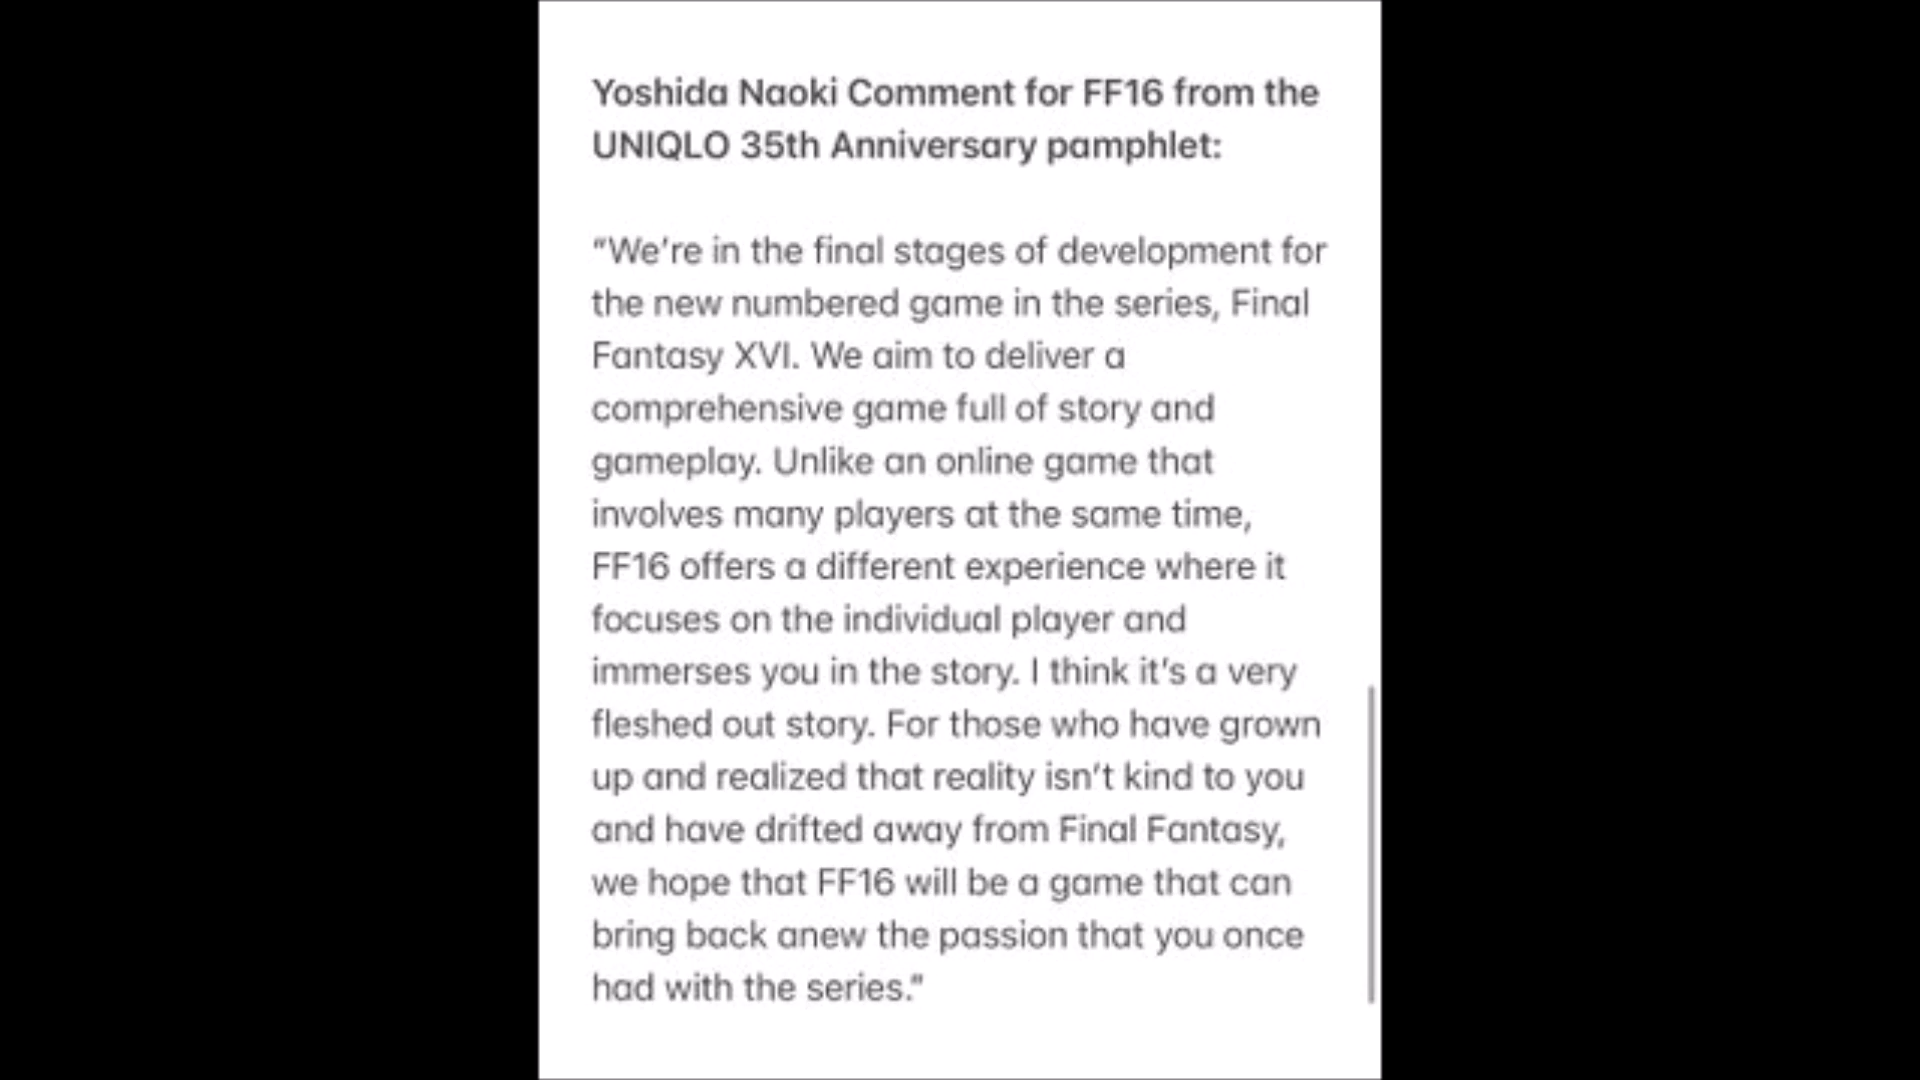 Yoshida Naoki Comment for FF16 from the
UNIQLO 35th Anniversary pamphlet:
“We’re in the final stages of development for
the new numbered game in the series, Final
Fantasy XVI. We aim to deliver a
comprehensive game full of story and
gameplay. Unlike an online game that
involves many players at the same time,
FF16 offers a different experience where it
focuses on the individual player and
immerses you in the story. I think it’s a very
fleshed out story. For those who have grown
up and realized that reality isn’t kind to you
and have drifted away from Final Fantasy,
we hope that FF16 will be a game that can
bring back anew the passion that you once
had with the series.”